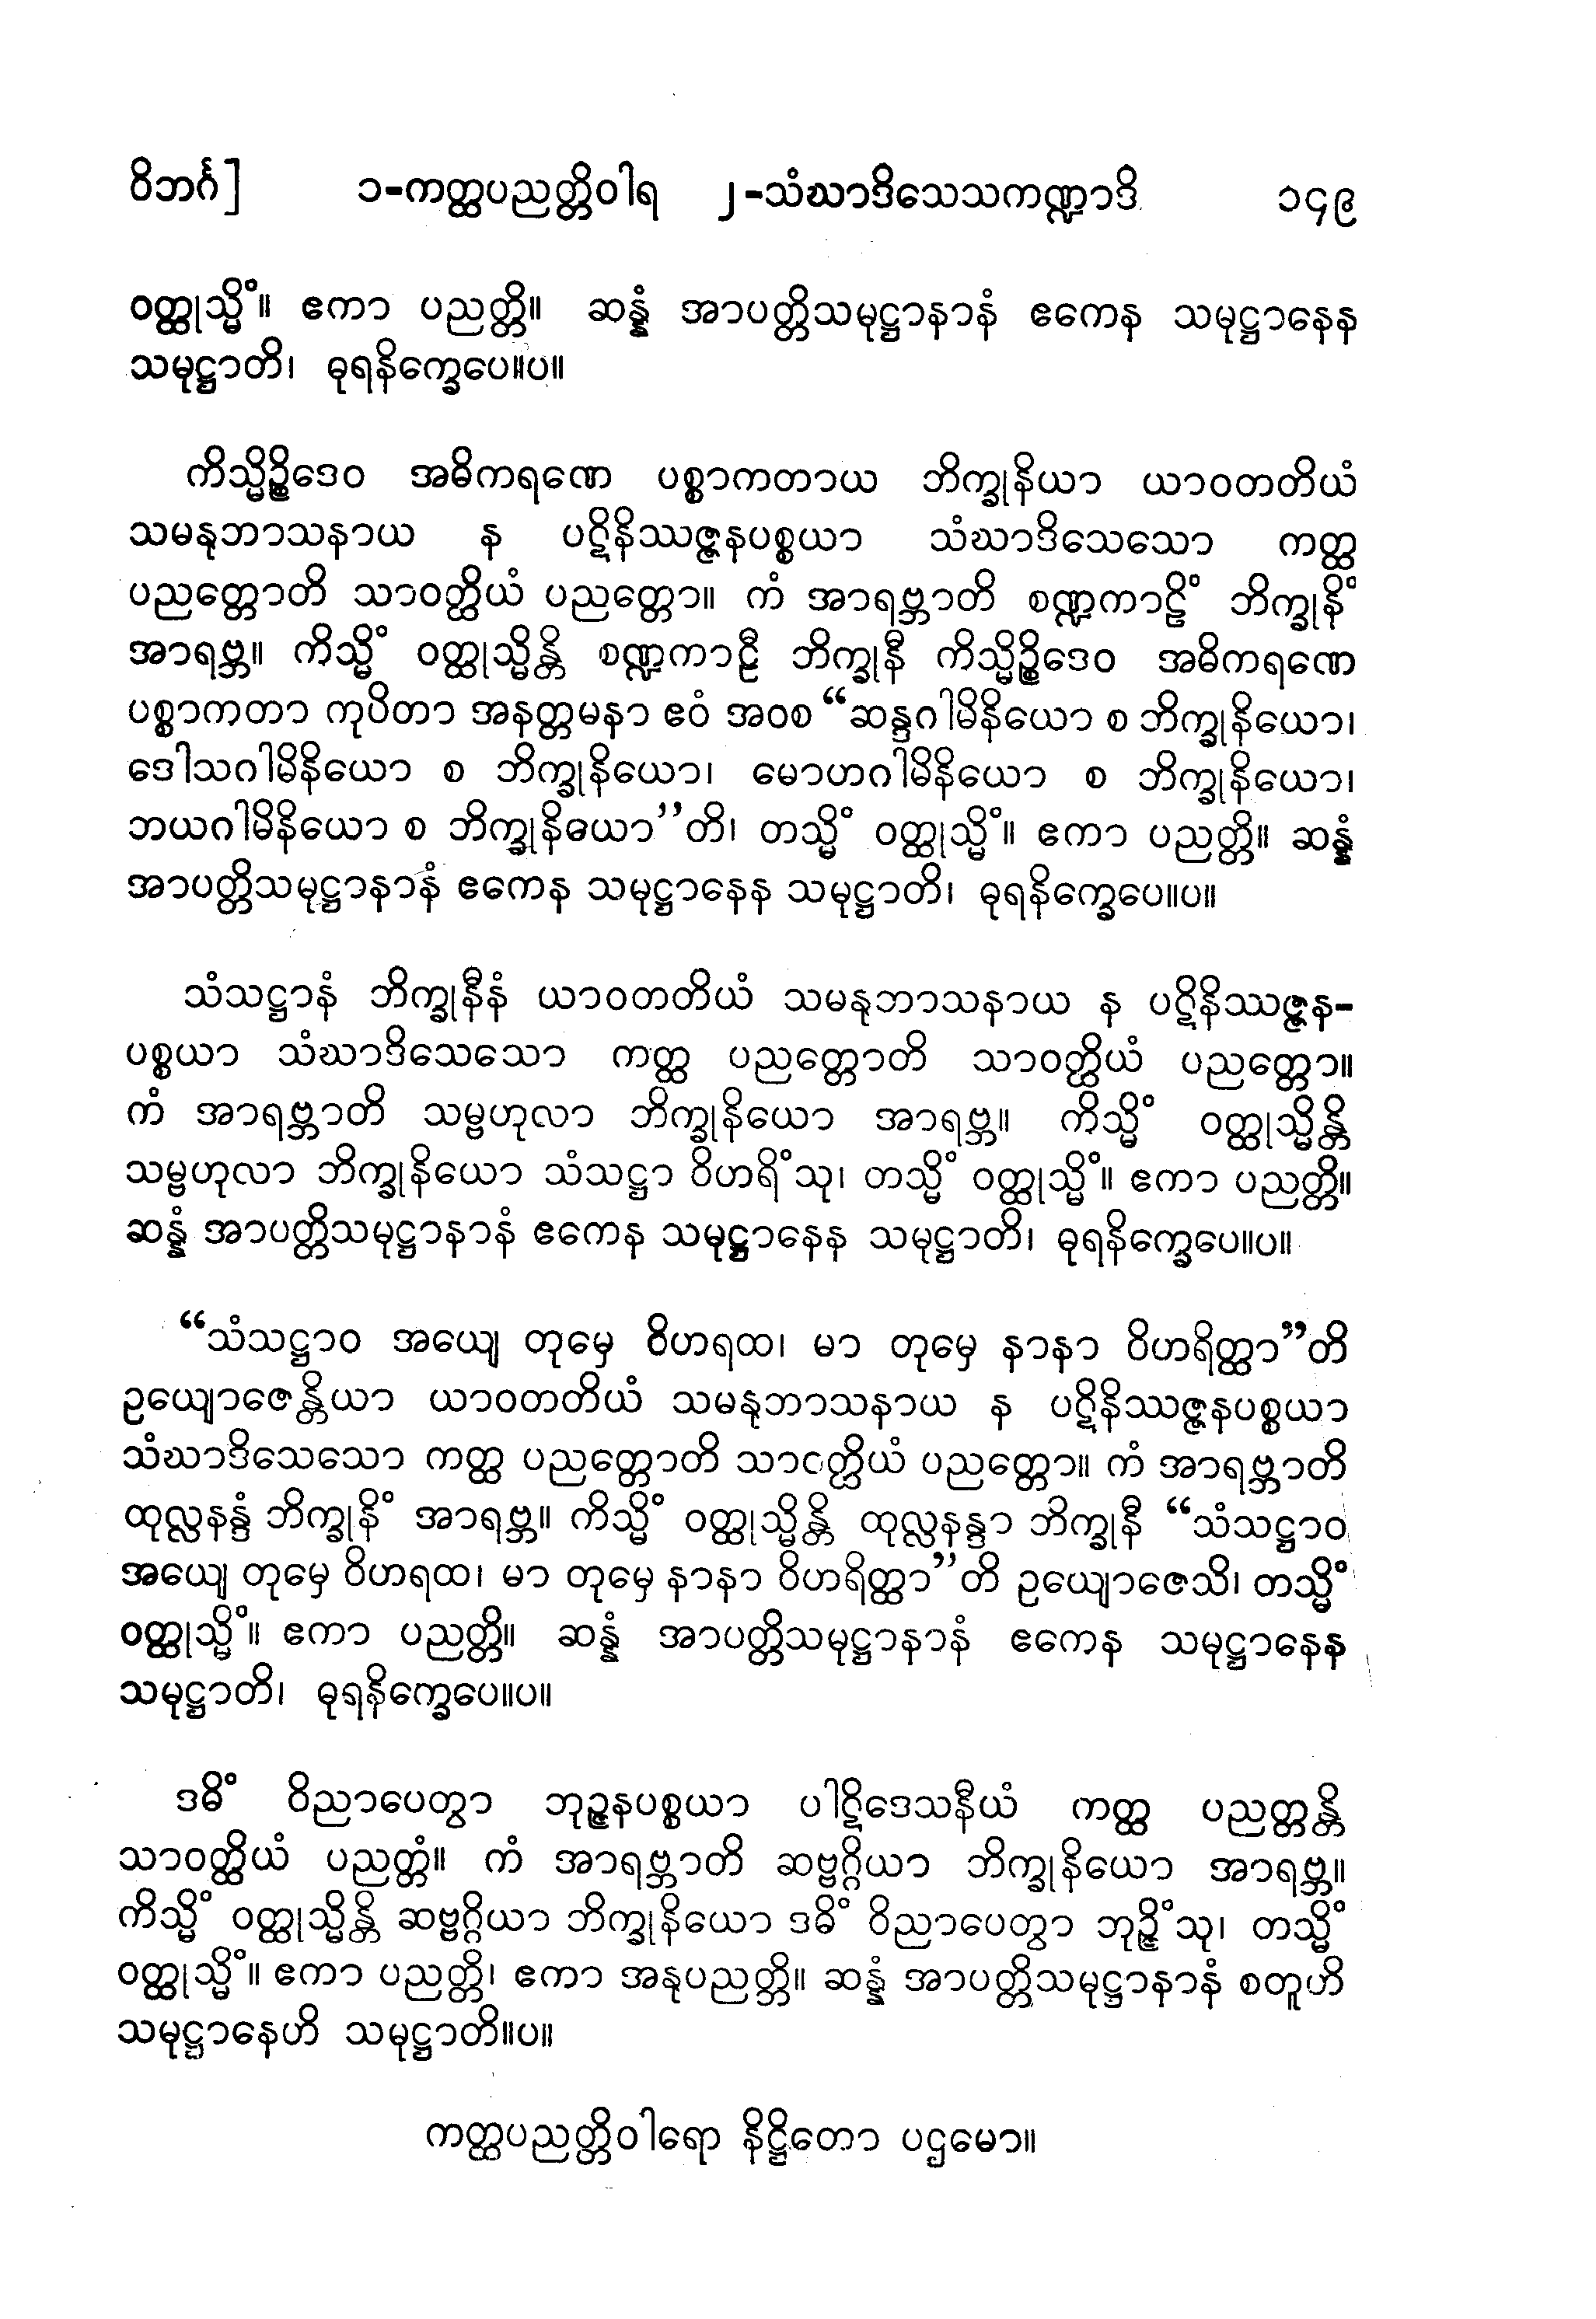 ဝိဘင်္ဂ] ၁-ကတ္ထပညတ္တိဝါရ ၂-သံဃာဒိသေသကဏ္ဍာဒိ ၁၄၉
ဝတ္ထုသ္မိံ။ ဧကာ ပညတ္တိ။ ဆန္နံ အာပတ္တိသမုဋ္ဌာနာနံ ဧကေန သမုဋ္ဌာနေန
သမုဋ္ဌာတိ၊ ဓုရနိက္ခေပေ။ပ။
ကိသ္မိဉ္စိဒေဝ အဓိကရဏေ ပစ္စာကတာယ ဘိက္ခုနိယာ ယာဝတတိယံ
သမနုဘာသနာယ န ပဋိနိဿဇ္ဇနပစ္စယာ သံဃာဒိသေသော ကတ္ထ
ပညတ္တောတိ သာဝတ္ထိယံ ပညတ္တော။ ကံ အာရဗ္ဘာတိ စဏ္ဍကာဠိံ ဘိက္ခုနိံ
အာရဗ္ဘ။ ကိသ္မိံ ဝတ္ထုသ္မိန္တိ စဏ္ဍကာဠီ ဘိက္ခုနီ ကိသ္မိဉ္စိဒေဝ အဓိကရဏေ
ပစ္စာကတာ ကုပိတာ အနတ္တမနာ ဧဝံ အဝစ “ဆန္ဒဂါမိနိယော စ ဘိက္ခုနိယော၊
ဒေါသဂါမိနိယော စ ဘိက္ခုနိယော၊ မောဟဂါမိနိယော စ ဘိက္ခုနိယော၊
ဘယဂါမိနိယော စ ဘိက္ခုနိယော”တိ၊ တသ္မိံ ဝတ္ထုသ္မိံ။ ဧကာ ပညတ္တိ။ ဆန္နံ
အာပတ္တိသမုဋ္ဌာနာနံ ဧကေန သမုဋ္ဌာနေန သမုဋ္ဌာတိ၊ ဓုရနိက္ခေပေ။ပ။
သံသဋ္ဌာနံ ဘိက္ခုနီနံ ယာဝတတိယံ သမနုဘာသနာယ န ပဋိနိဿဇ္ဇန-
ပစ္စယာ သံဃာဒိသေသော ကတ္ထ ပညတ္တောတိ သာဝတ္ထိယံ ပညတ္တော။
ကံ အာရဗ္ဘာတိ သမ္ဗဟုလာ ဘိက္ခုနိယော အာရဗ္ဘ။ ကိသ္မိံ ဝတ္ထုသ္မိန္တိ
သမ္ဗဟုလာ ဘိက္ခုနိယော သံသဋ္ဌာ ဝိဟရိံသု၊ တသ္မိံ ဝတ္ထုသ္မိံ။ ဧကာ ပညတ္တိ။
ဆန္နံ အာပတ္တိသမုဋ္ဌာနာနံ ဧကေန သမုဋ္ဌာနေန သမုဋ္ဌာတိ၊ ဓုရနိက္ခေပေ။ပ။
“သံသဋ္ဌာဝ အယျေ တုမှေ ဝိဟရထ၊ မာ တုမှေ နာနာ ဝိဟရိတ္ထာ”တိ
ဥယျောဇေန္တိယာ ယာဝတတိယံ သမနုဘာသနာယ န ပဋိနိဿဇ္ဇနပစ္စယာ
သံဃာဒိသေသော ကတ္ထ ပညတ္တောတိ သာဝတ္ထိယံ ပညတ္တော။ ကံ အာရဗ္ဘာတိ
ထုလ္လနန္ဒံ ဘိက္ခုနိံ အာရဗ္ဘ။ ကိသ္မိံ ဝတ္ထုသ္မိန္တိ ထုလ္လနန္ဒာ ဘိက္ခုနီ “သံသဋ္ဌာဝ
အယျေ တုမှေ ဝိဟရထ၊ မာ တုမှေ နာနာ ဝိဟရိတ္ထာ”တိ ဥယျောဇေသိ၊ တသ္မိံ
ဝတ္ထုသ္မိံ။ ဧကာ ပညတ္တိ။ ဆန္နံ အာပတ္တိသမုဋ္ဌာနာနံ ဧကေန သမုဋ္ဌာနေန
သမုဋ္ဌာတိ၊ ဓုရနိက္ခေပေ။ပ။
ဒဓိံ ဝိညာပေတွာ ဘုဉ္ဇနပစ္စယာ ပါဋိဒေသနီယံ ကတ္ထ ပညတ္တန္တိ
သာဝတ္ထိယံ ပညတ္တံ။ ကံ အာရဗ္ဘာတိ ဆဗ္ဗဂ္ဂိယာ ဘိက္ခုနိယော အာရဗ္ဘ။
ကိသ္မိံ ဝတ္ထုသ္မိန္တိ ဆဗ္ဗဂ္ဂိယာ ဘိက္ခုနိယော ဒဓိံ ဝိညာပေတွာ ဘုဉ္ဇိံသု၊ တသ္မိံ
ဝတ္ထုသ္မိံ။ ဧကာ ပညတ္တိ၊ ဧကာ အနုပညတ္တိ။ ဆန္နံ အာပတ္တိသမုဋ္ဌာနာနံ စတူဟိ
သမုဋ္ဌာနေဟိ သမုဋ္ဌာတိ။ပ။
ကတ္ထပညတ္တိဝါရော နိဋ္ဌိတော ပဌမော။